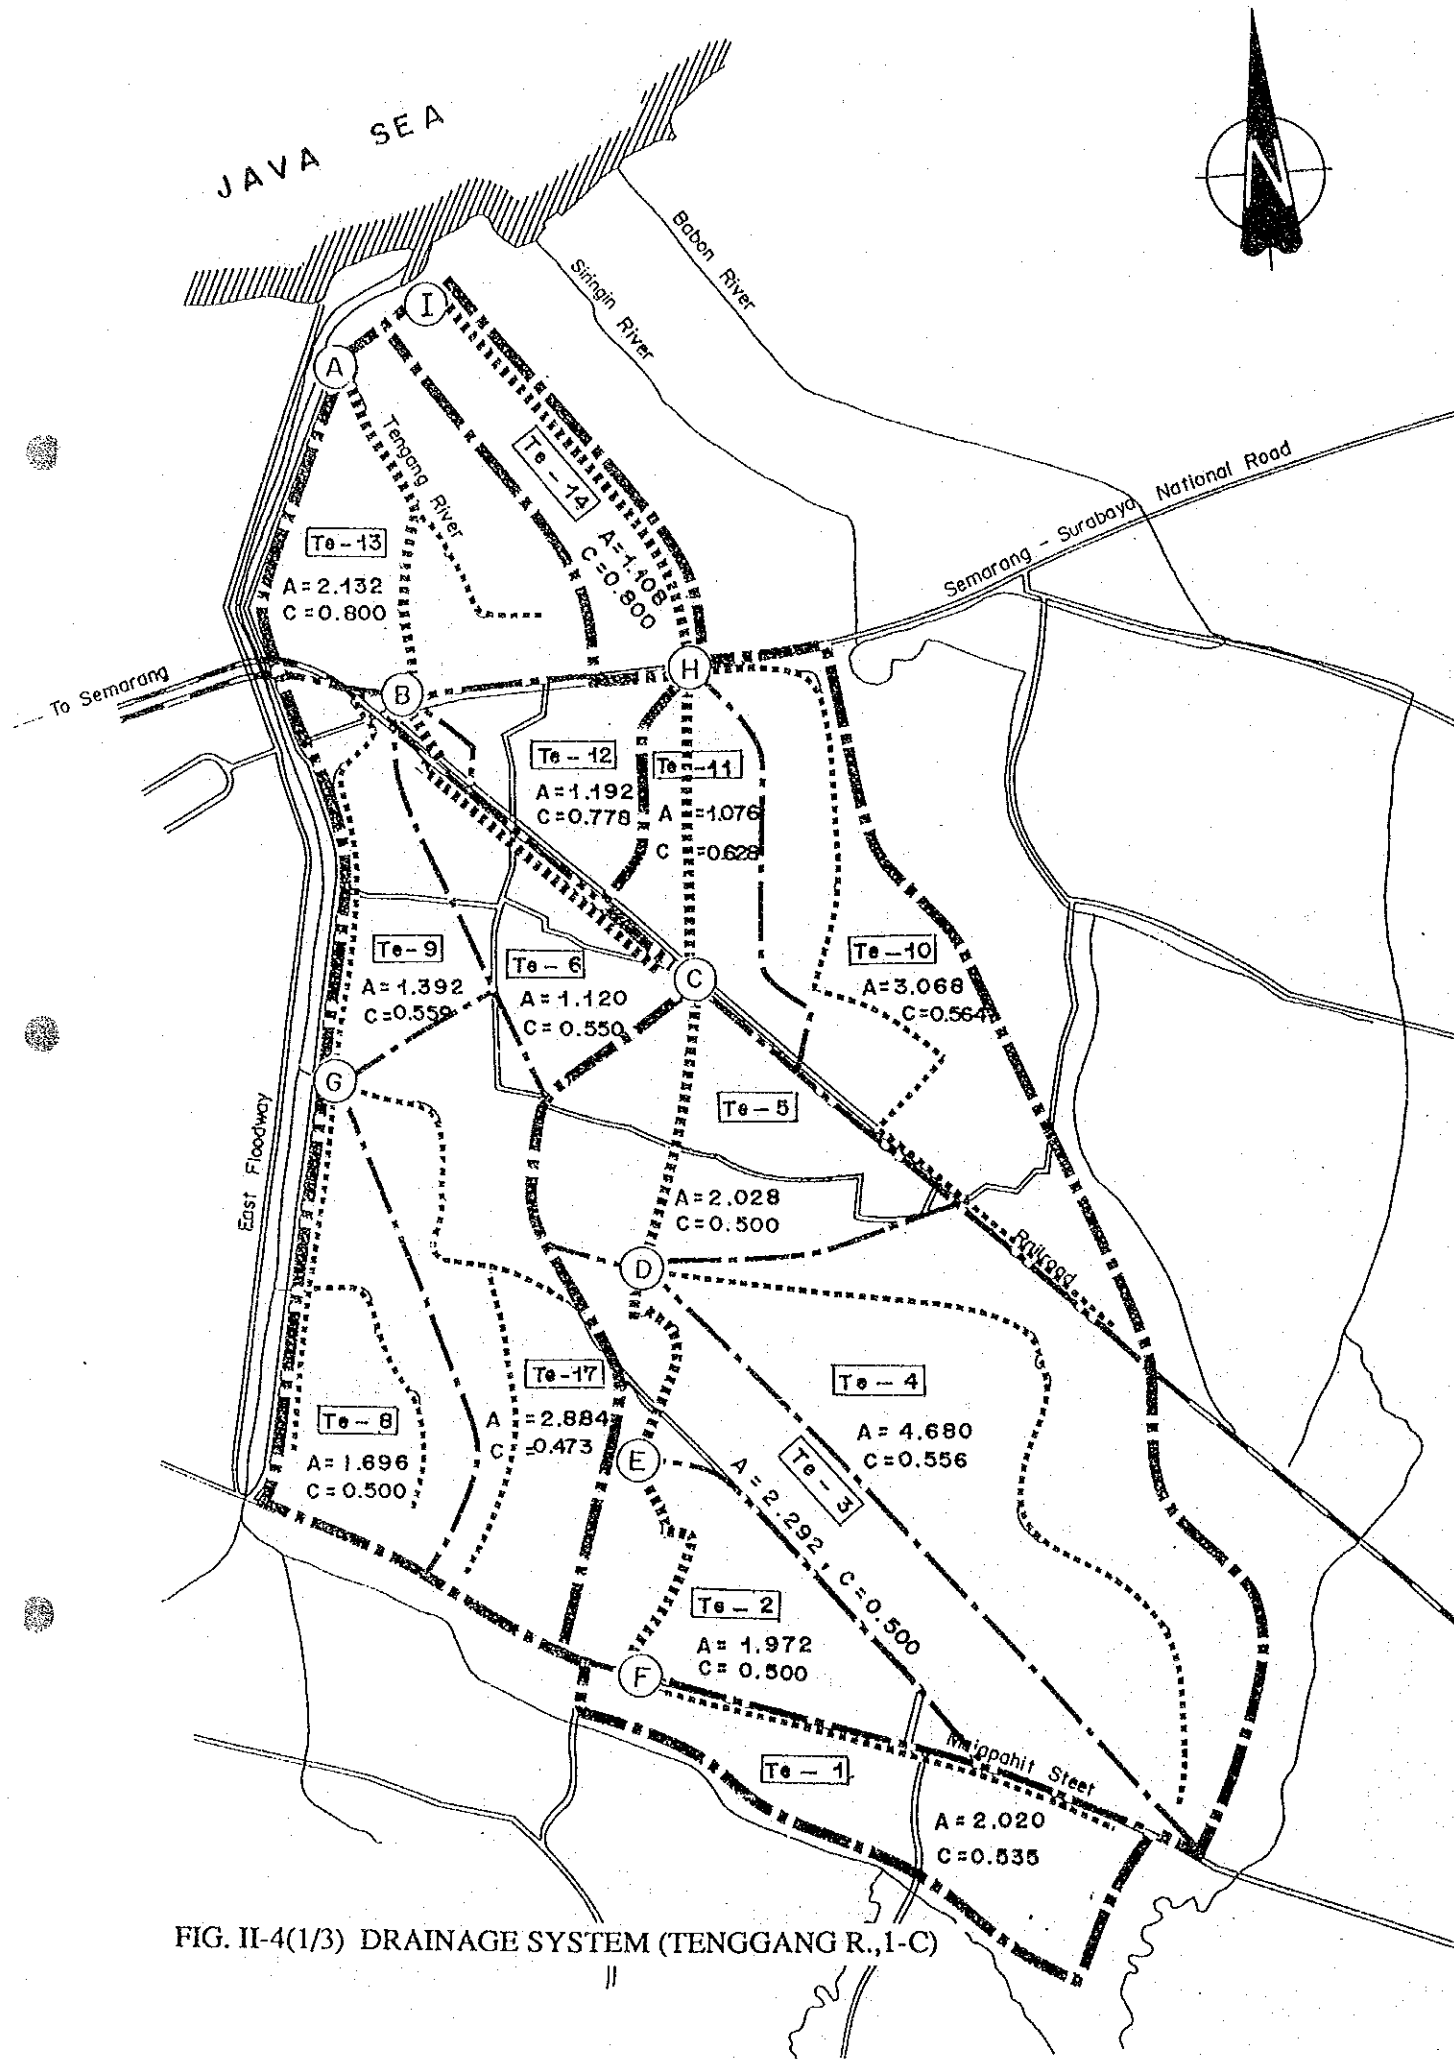 JAVA SEA
N
Babon River
Siringin River
I
A
Tengang River
Te-14
A=1.108
C=0.800
Semarang - Surabaya National Road
Te-13
A=2.132
C=0.800
To Semarang
B
H
Te-12
A=1.192
C=0.778
Te-11
A=1.076
C=0.628
Te-9
A=1.392
C=0.559
Te-6
A=1.120
C=0.550
C
Te-10
A=3.068
C=0.564
G
Te-5
East Floodway
A=2.028
C=0.500
D
Railroad
Te-17
A=2.884
C=0.473
Te-4
A=4.680
C=0.556
Te-8
A=1.696
C=0.500
E
Te-3
A=2.292, C=0.500
Te-2
A=1.972
C=0.500
F
Majapahit Steet
Te-1
A=2.020
C=0.535
FIG. II-4(1/3) DRAINAGE SYSTEM (TENGGANG R.,1-C)